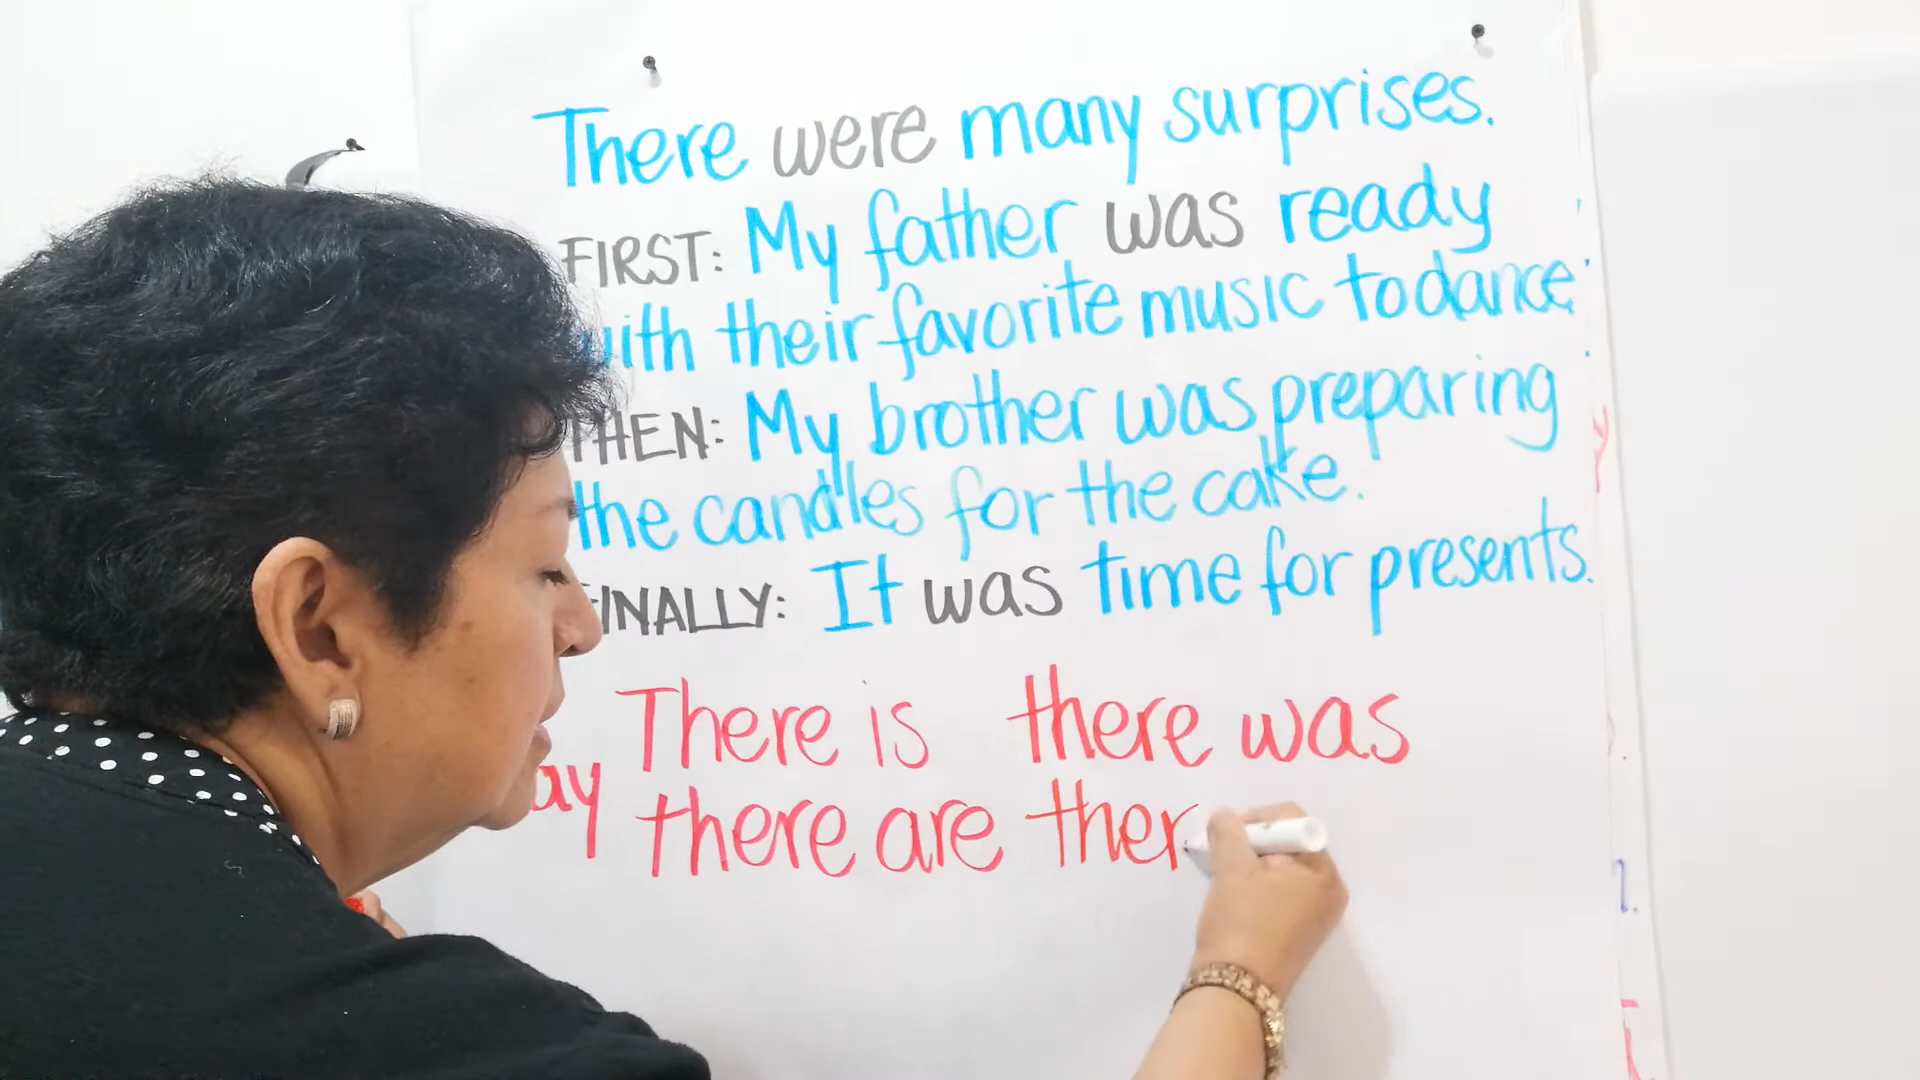 There were many surprises.
FIRST: My father was ready
with their favorite music to dance
THEN: My brother was preparing
the candles for the cake.
FINALLY: It was time for presents.
There is there was
ay there are ther